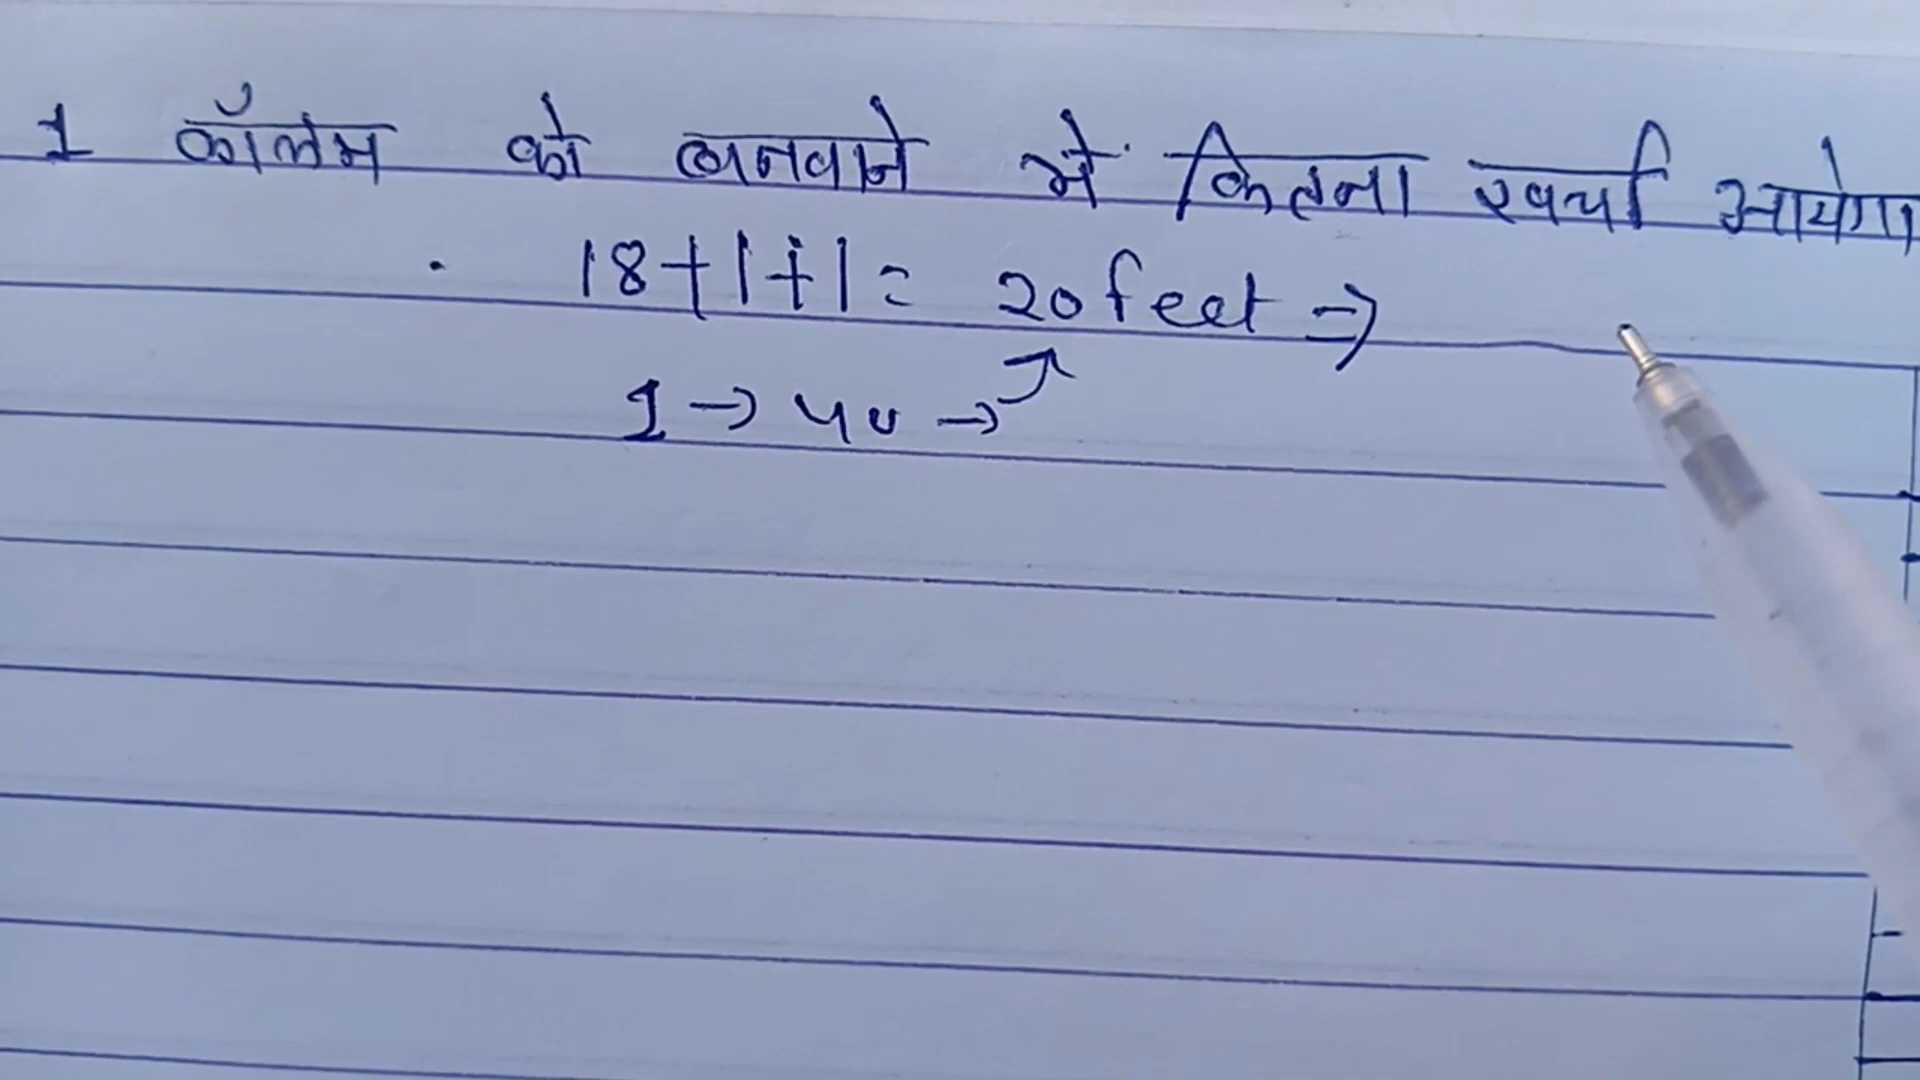 1 कॉलम को बनवाने में कितना खर्चा आयेगा
18+1+1= 20 feet ⇒
1 → 40 →